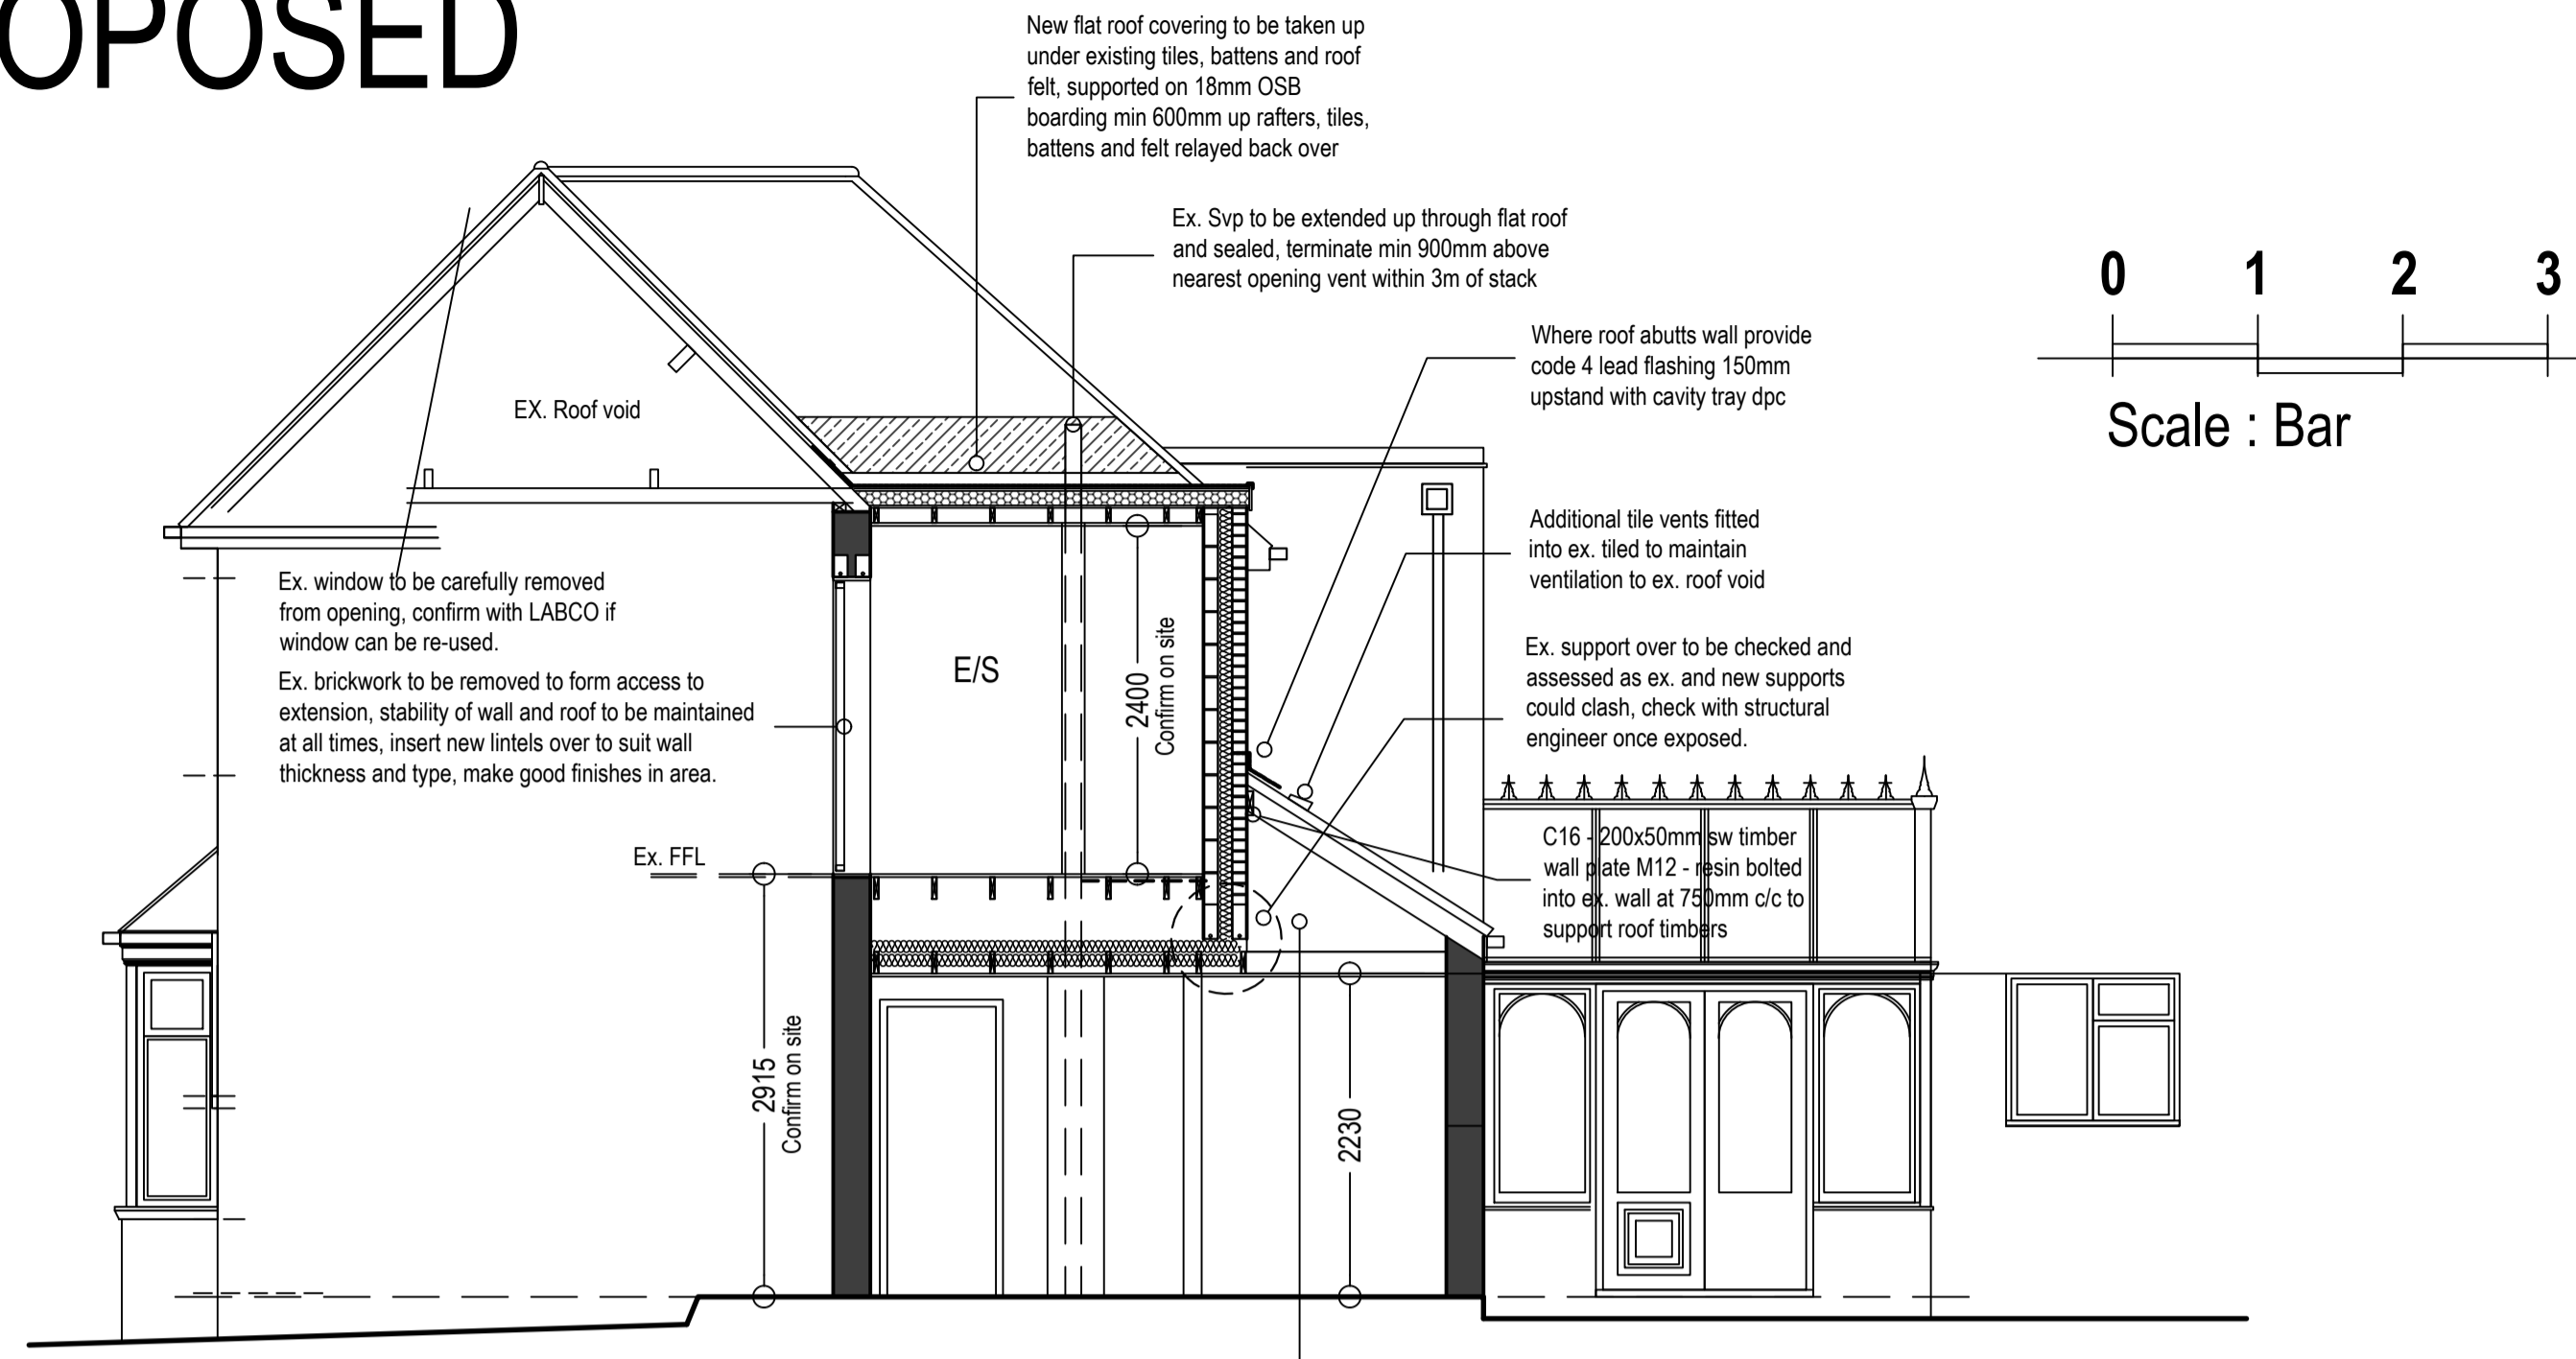 OPOSED
New flat roof covering to be taken up
under existing tiles, battens and roof
felt, supported on 18mm OSB
boarding min 600mm up rafters, tiles,
battens and felt relayed back over
Ex. Svp to be extended up through flat roof
and sealed, terminate min 900mm above
nearest opening vent within 3m of stack
0 1 2 3
Scale : Bar
Where roof abutts wall provide
code 4 lead flashing 150mm
upstand with cavity tray dpc
EX. Roof void
Additional tile vents fitted
into ex. tiled to maintain
ventilation to ex. roof void
Ex. window to be carefully removed
from opening, confirm with LABCO if
window can be re-used.
Ex. brickwork to be removed to form access to
extension, stability of wall and roof to be maintained
at all times, insert new lintels over to suit wall
thickness and type, make good finishes in area.
E/S
2400
Confirm on site
Ex. support over to be checked and
assessed as ex. and new supports
could clash, check with structural
engineer once exposed.
C16 - 200x50mm sw timber
wall plate M12 - resin bolted
into ex. wall at 750mm c/c to
support roof timbers
Ex. FFL
2915
Confirm on site
2230